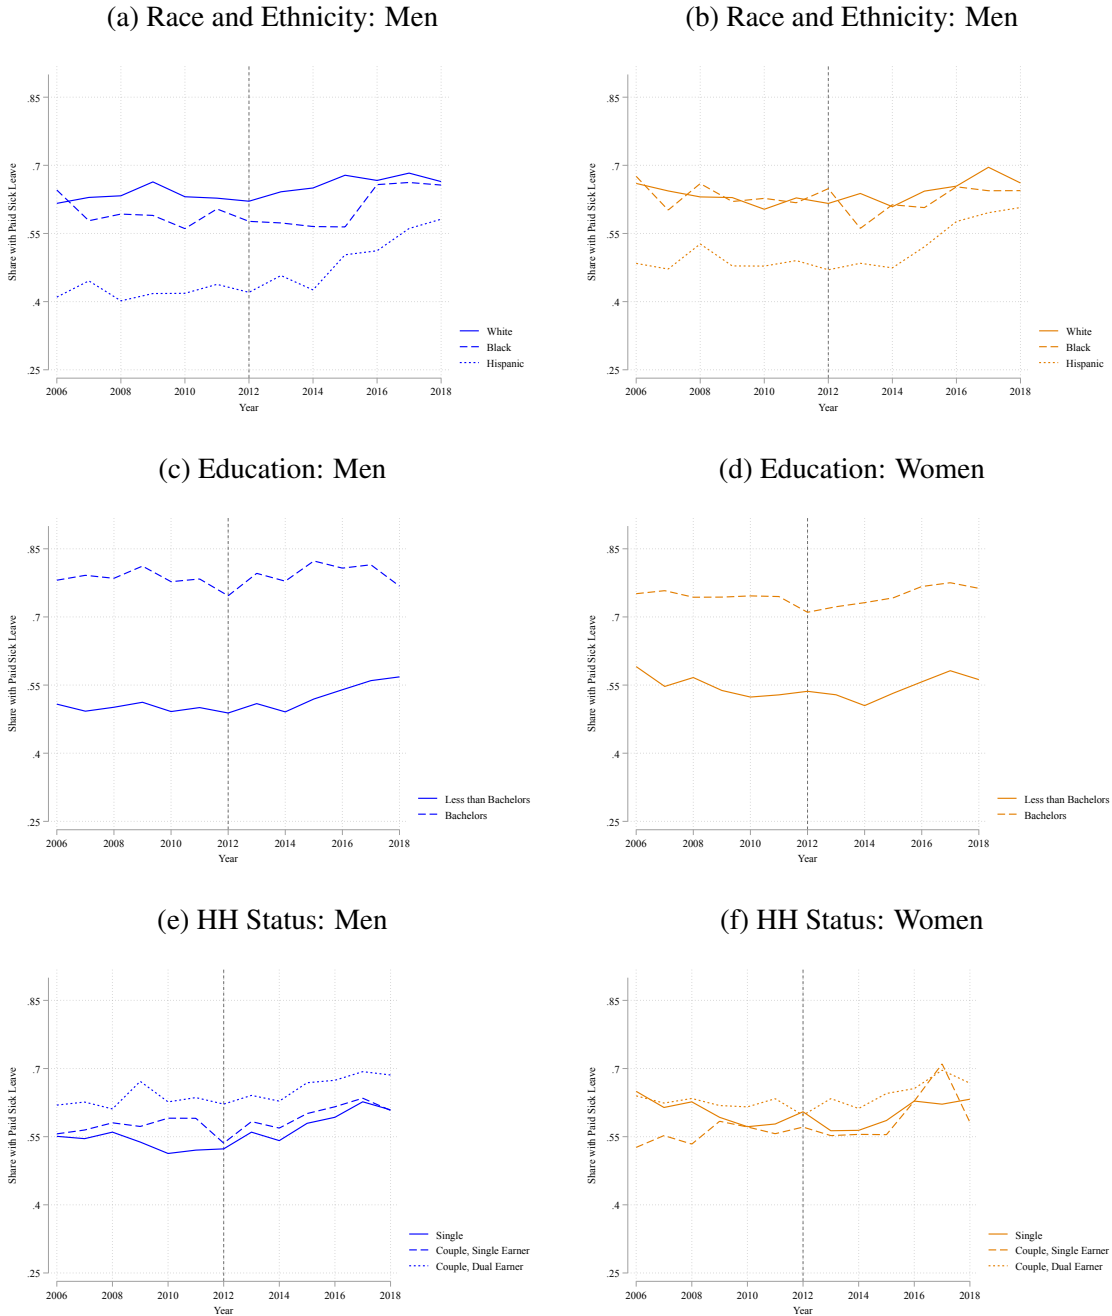 (a) Race and Ethnicity: Men
.85
.7
.55
.4
.25
Share with Paid Sick Leave
2006 2008 2010 2012 2014 2016 2018
Year
White
Black
Hispanic
(b) Race and Ethnicity: Men
.85
.7
.55
.4
.25
Share with Paid Sick Leave
2006 2008 2010 2012 2014 2016 2018
Year
White
Black
Hispanic
(c) Education: Men
.85
.7
.55
.4
.25
Share with Paid Sick Leave
2006 2008 2010 2012 2014 2016 2018
Year
Less than Bachelors
Bachelors
(d) Education: Women
.85
.7
.55
.4
.25
Share with Paid Sick Leave
2006 2008 2010 2012 2014 2016 2018
Year
Less than Bachelors
Bachelors
(e) HH Status: Men
.85
.7
.55
.4
.25
Share with Paid Sick Leave
2006 2008 2010 2012 2014 2016 2018
Year
Single
Couple, Single Earner
Couple, Dual Earner
(f) HH Status: Women
.85
.7
.55
.4
.25
Share with Paid Sick Leave
2006 2008 2010 2012 2014 2016 2018
Year
Single
Couple, Single Earner
Couple, Dual Earner